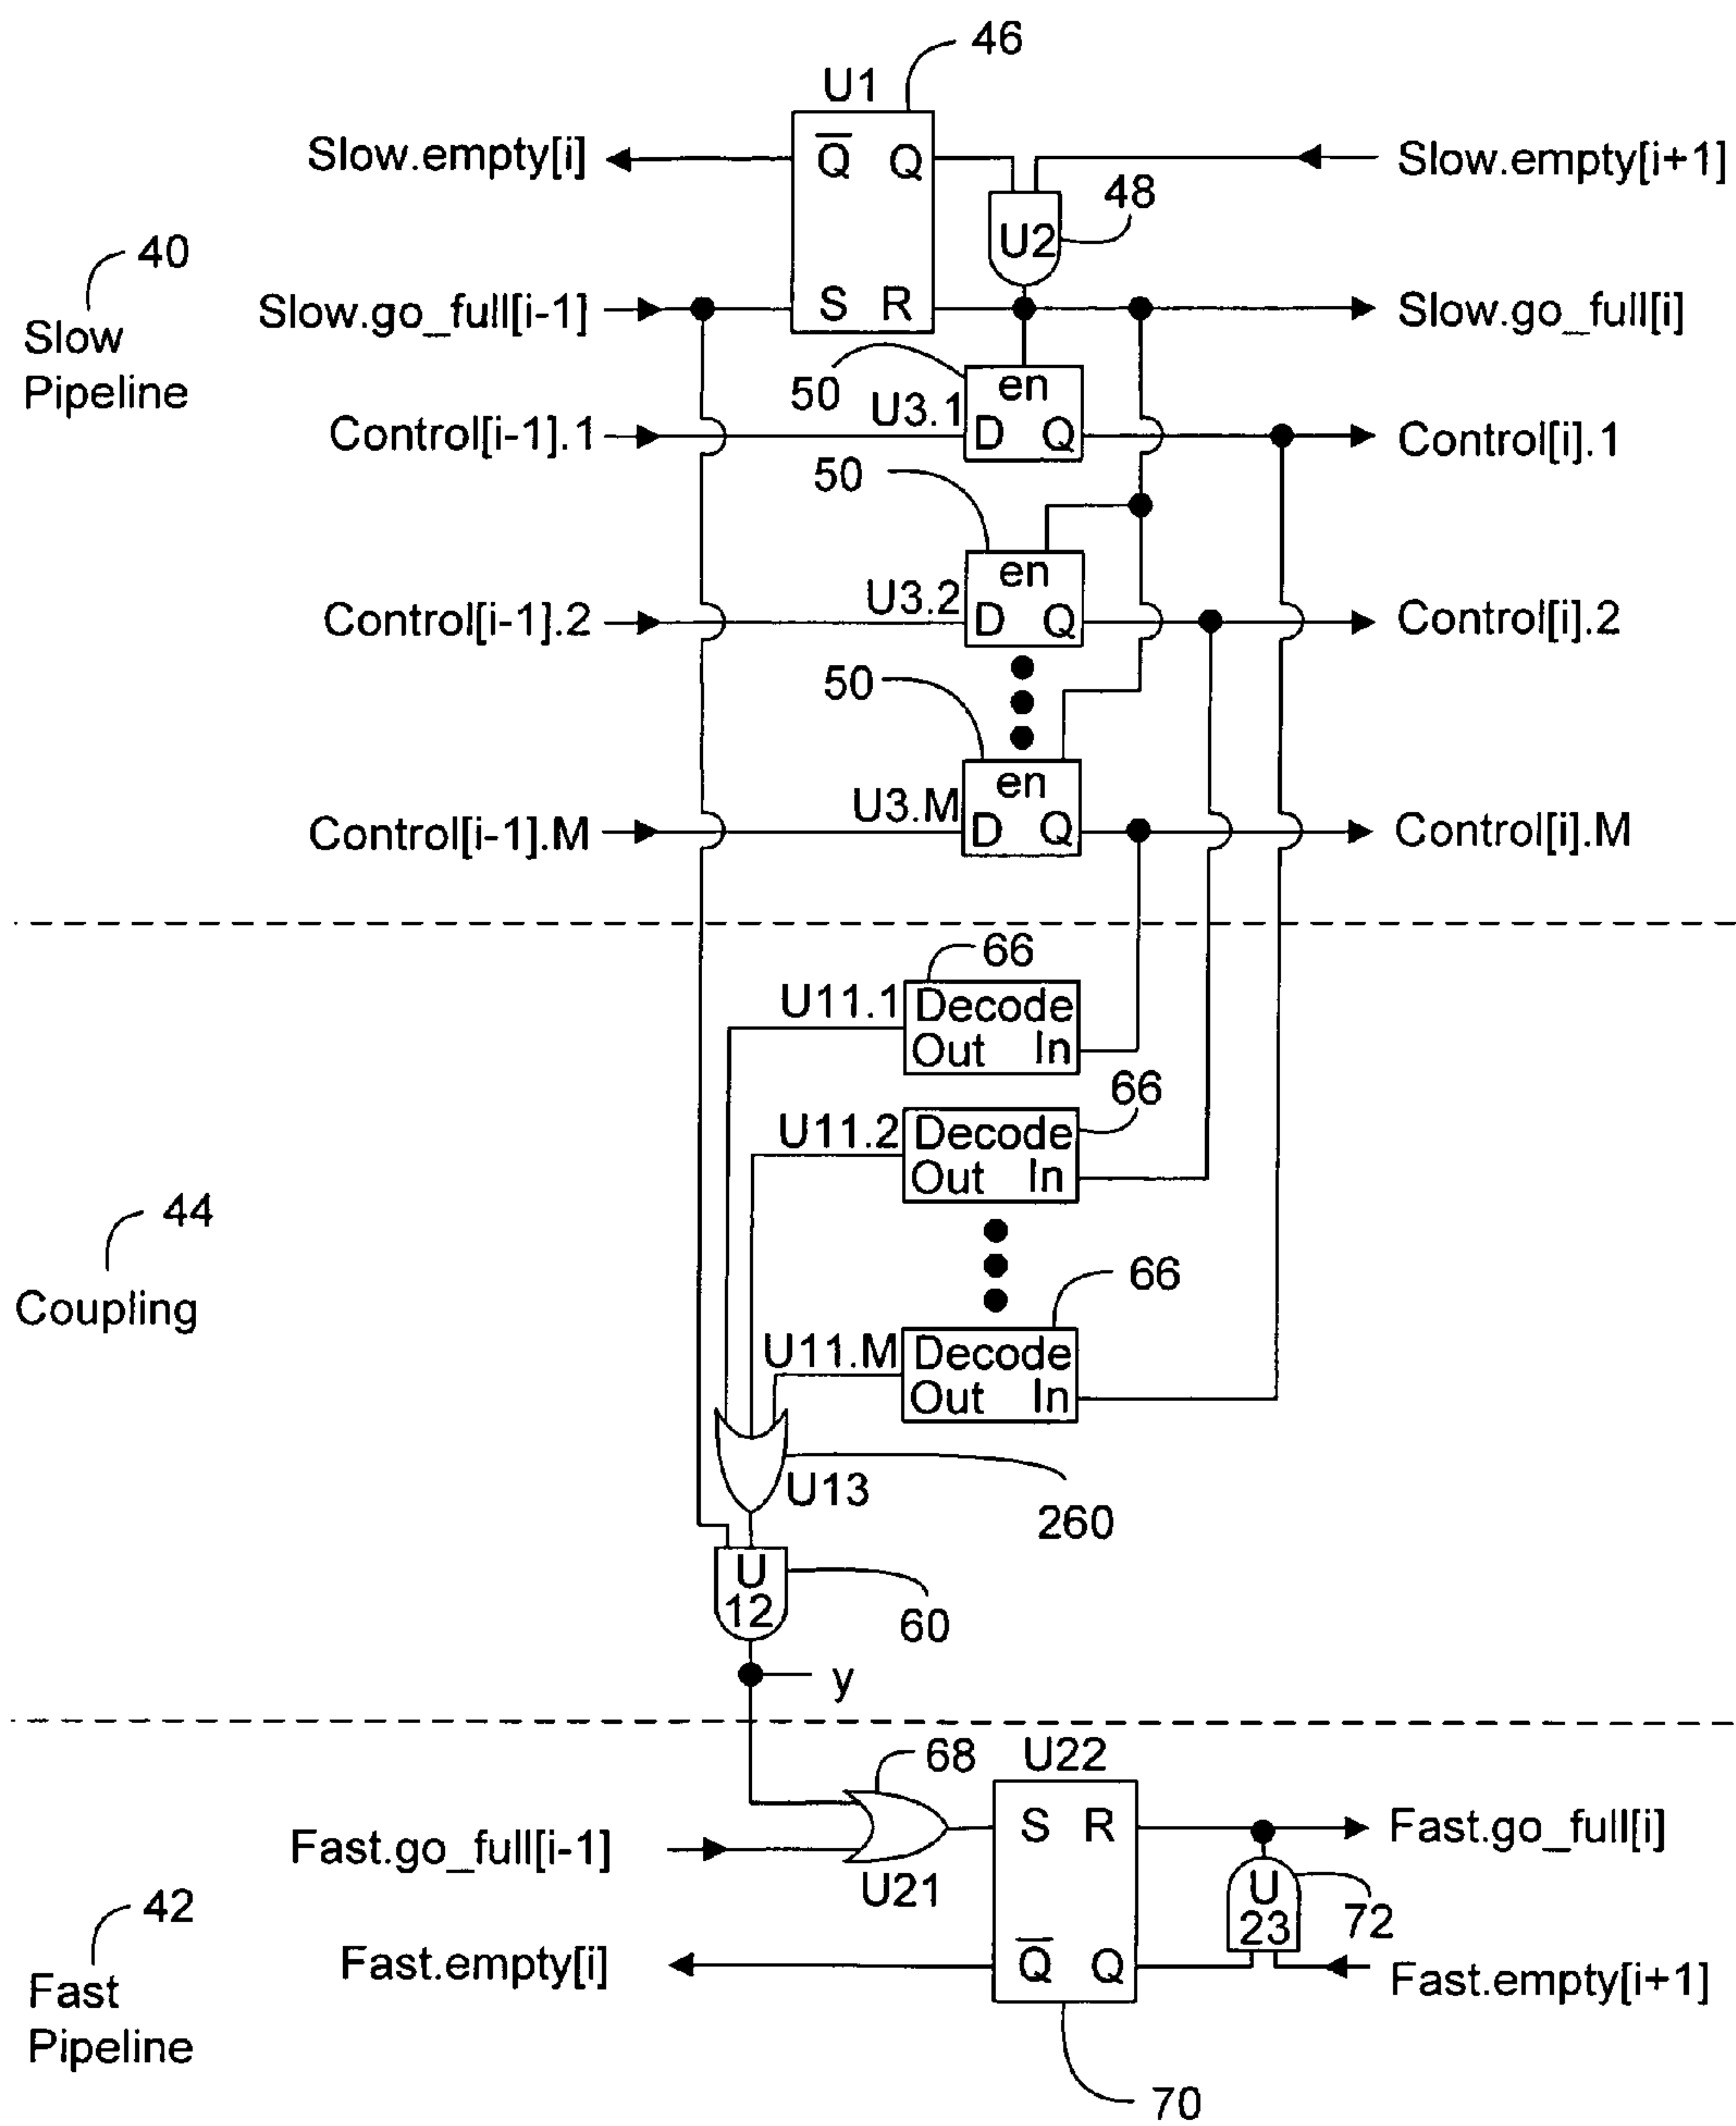 46
U1
Slow.empty[i]
Q Q
Slow.empty[i+1]
48
U2
40
Slow
Pipeline
Slow.go_full[i-1]
S R
Slow.go_full[i]
50
en
U3.1
Control[i-1].1
D Q
Control[i].1
50
en
U3.2
Control[i-1].2
D Q
Control[i].2
50
en
U3.M
Control[i-1].M
D Q
Control[i].M
66
U11.1
Decode
Out In
66
U11.2
Decode
Out In
44
Coupling
66
U11.M
Decode
Out In
U13
260
U
12
60
y
68
U22
S R
Fast.go_full[i-1]
Fast.go_full[i]
U21
U
23
72
42
Fast
Pipeline
Fast.empty[i]
Q Q
Fast.empty[i+1]
70